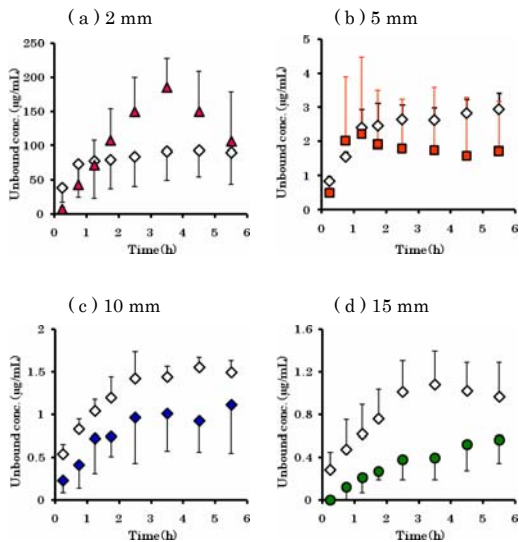 ( a ) 2 mm
Unbound conc. (μg/mL)
250
200
150
100
50
0
0 1 2 3 4 5 6
Time(h)
( b ) 5 mm
Unbound conc. (μg/mL)
5
4
3
2
1
0
0 1 2 3 4 5 6
Time(h)
( c ) 10 mm
Unbound conc. (μg/mL)
2
1.5
1
0.5
0
0 1 2 3 4 5 6
Time (h)
( d ) 15 mm
Unbound conc. (μg/mL)
1.6
1.2
0.8
0.4
0
0 1 2 3 4 5 6
Time (h)